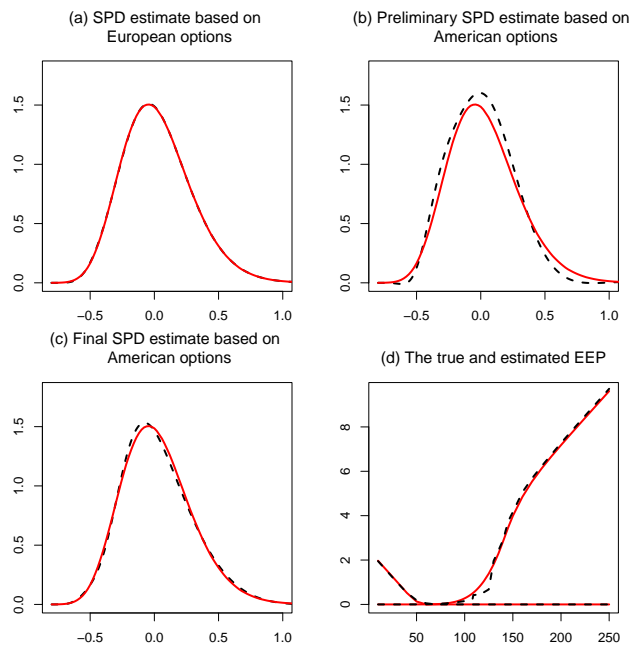 (a) SPD estimate based on
European options
0.0 0.5 1.0 1.5
−0.5 0.0 0.5 1.0
(b) Preliminary SPD estimate based on
American options
0.0 0.5 1.0 1.5
−0.5 0.0 0.5 1.0
(c) Final SPD estimate based on
American options
0.0 0.5 1.0 1.5
−0.5 0.0 0.5 1.0
(d) The true and estimated EEP
0 2 4 6 8
50 100 150 200 250